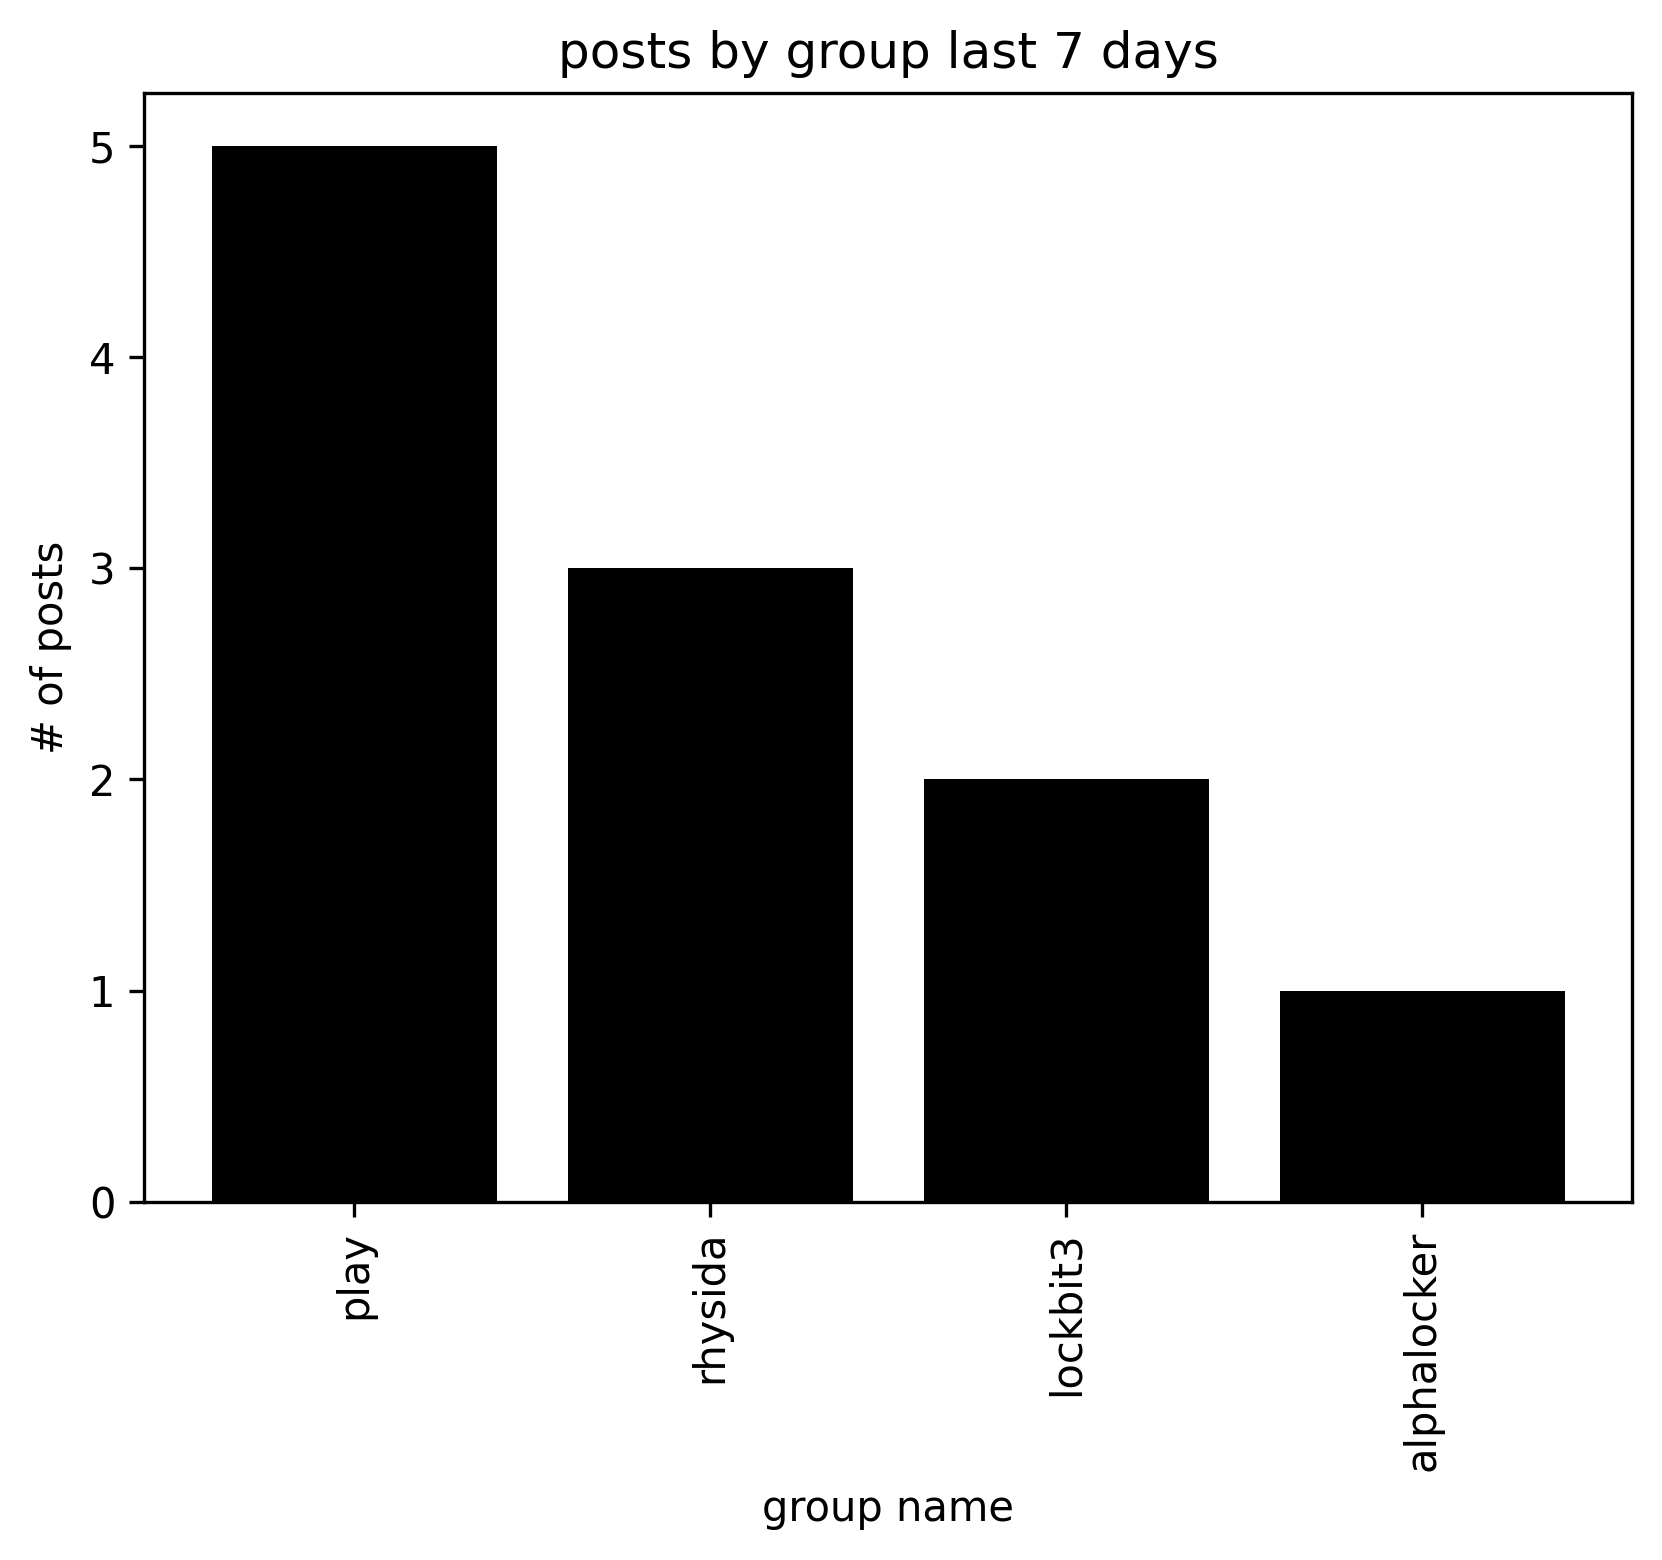 posts by group last 7 days
# of posts
5
4
3
2
1
0
play
rhysida
lockbit3
alphalocker
group name